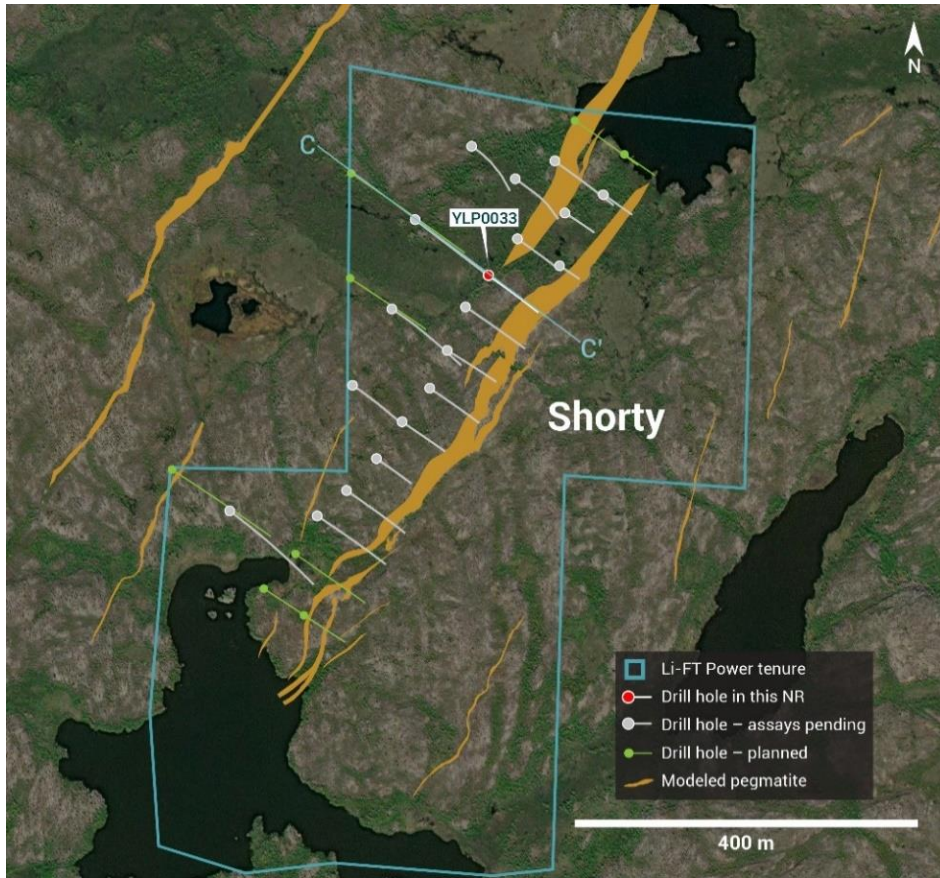 N
C
YLP0033
C'
Shorty
Li-FT Power tenure
Drill hole in this NR
Drill hole – assays pending
Drill hole – planned
Modeled pegmatite
400 m